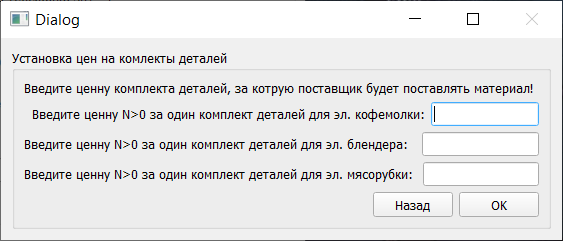 Dialog
Установка цен на комлекты деталей
Введите ценну комплекта деталей, за котрую поставщик будет поставлять материал!
Введите ценну N>0 за один комплект деталей для эл. кофемолки:
Введите ценну N>0 за один комплект деталей для эл. блендера:
Введите ценну N>0 за один комплект деталей для эл. мясорубки:
Назад OK